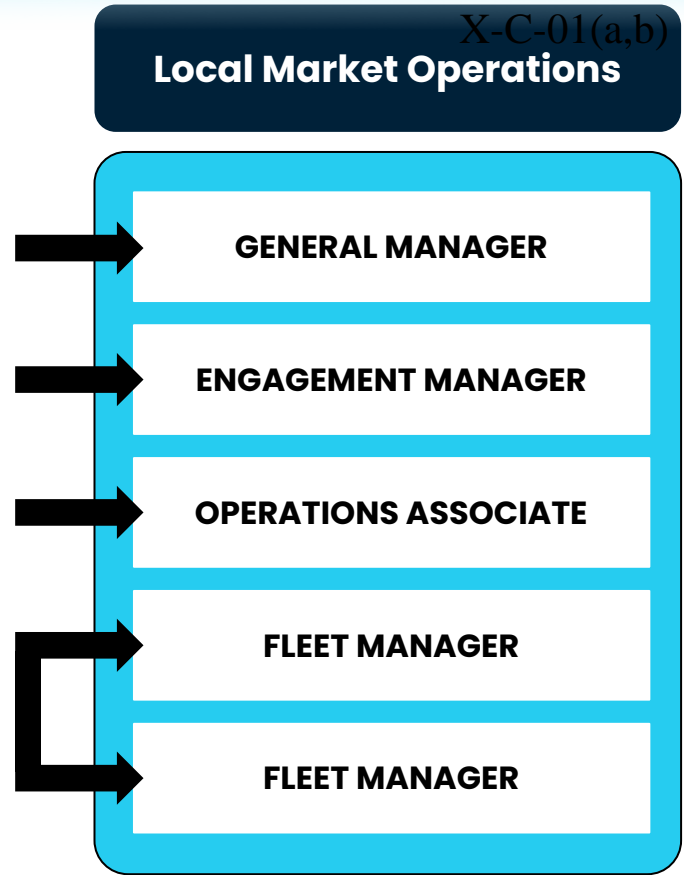 X-C-01(a,b)
Local Market Operations
GENERAL MANAGER
ENGAGEMENT MANAGER
OPERATIONS ASSOCIATE
FLEET MANAGER
FLEET MANAGER